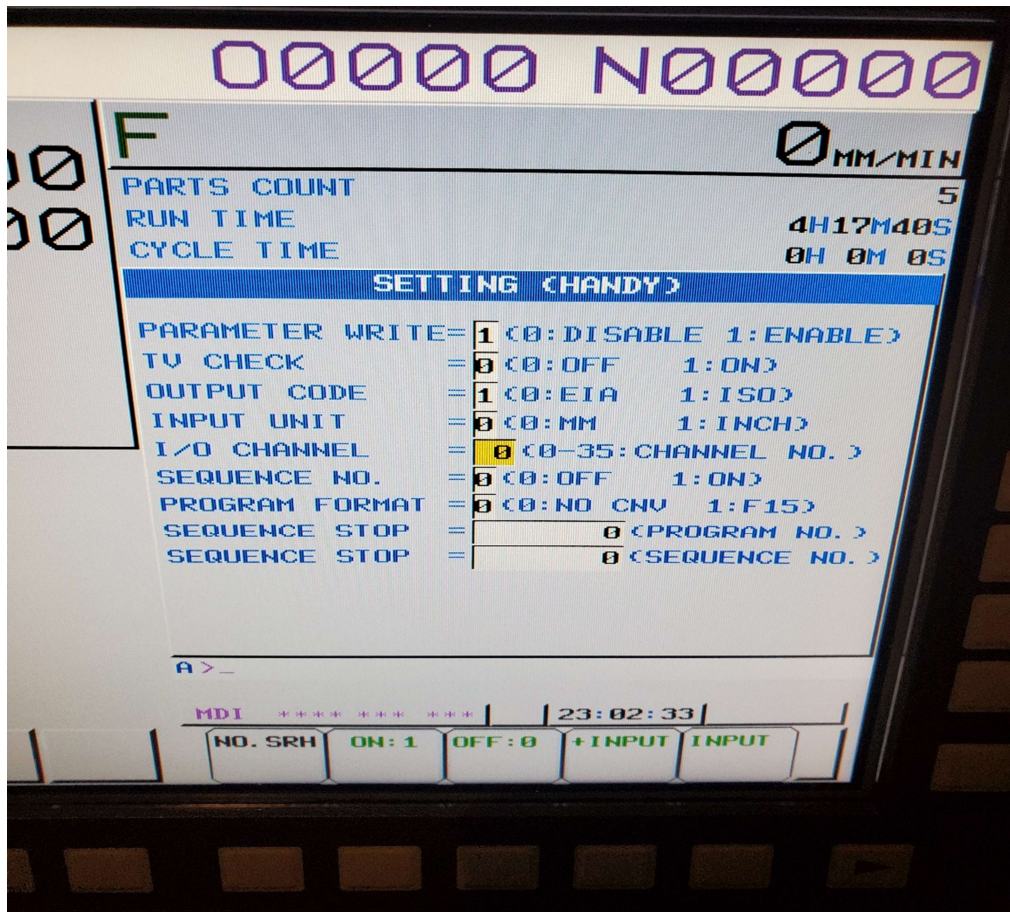 O0000 N00000
F 0 MM/MIN
00
00
PARTS COUNT 5
RUN TIME 4H17M40S
CYCLE TIME 0H 0M 0S
SETTING (HANDY)
PARAMETER WRITE= 1 (0:DISABLE 1:ENABLE)
TV CHECK = 0 (0:OFF 1:ON)
OUTPUT CODE = 1 (0:EIA 1:ISO)
INPUT UNIT = 0 (0:MM 1:INCH)
I/O CHANNEL = 0 (0-35:CHANNEL NO.)
SEQUENCE NO. = 0 (0:OFF 1:ON)
PROGRAM FORMAT = 0 (0:NO CNV 1:F15)
SEQUENCE STOP = 0 (PROGRAM NO.)
SEQUENCE STOP = 0 (SEQUENCE NO.)
A >_
MDI **** *** *** 23:02:33
NO.SRH ON:1 OFF:0 +INPUT INPUT